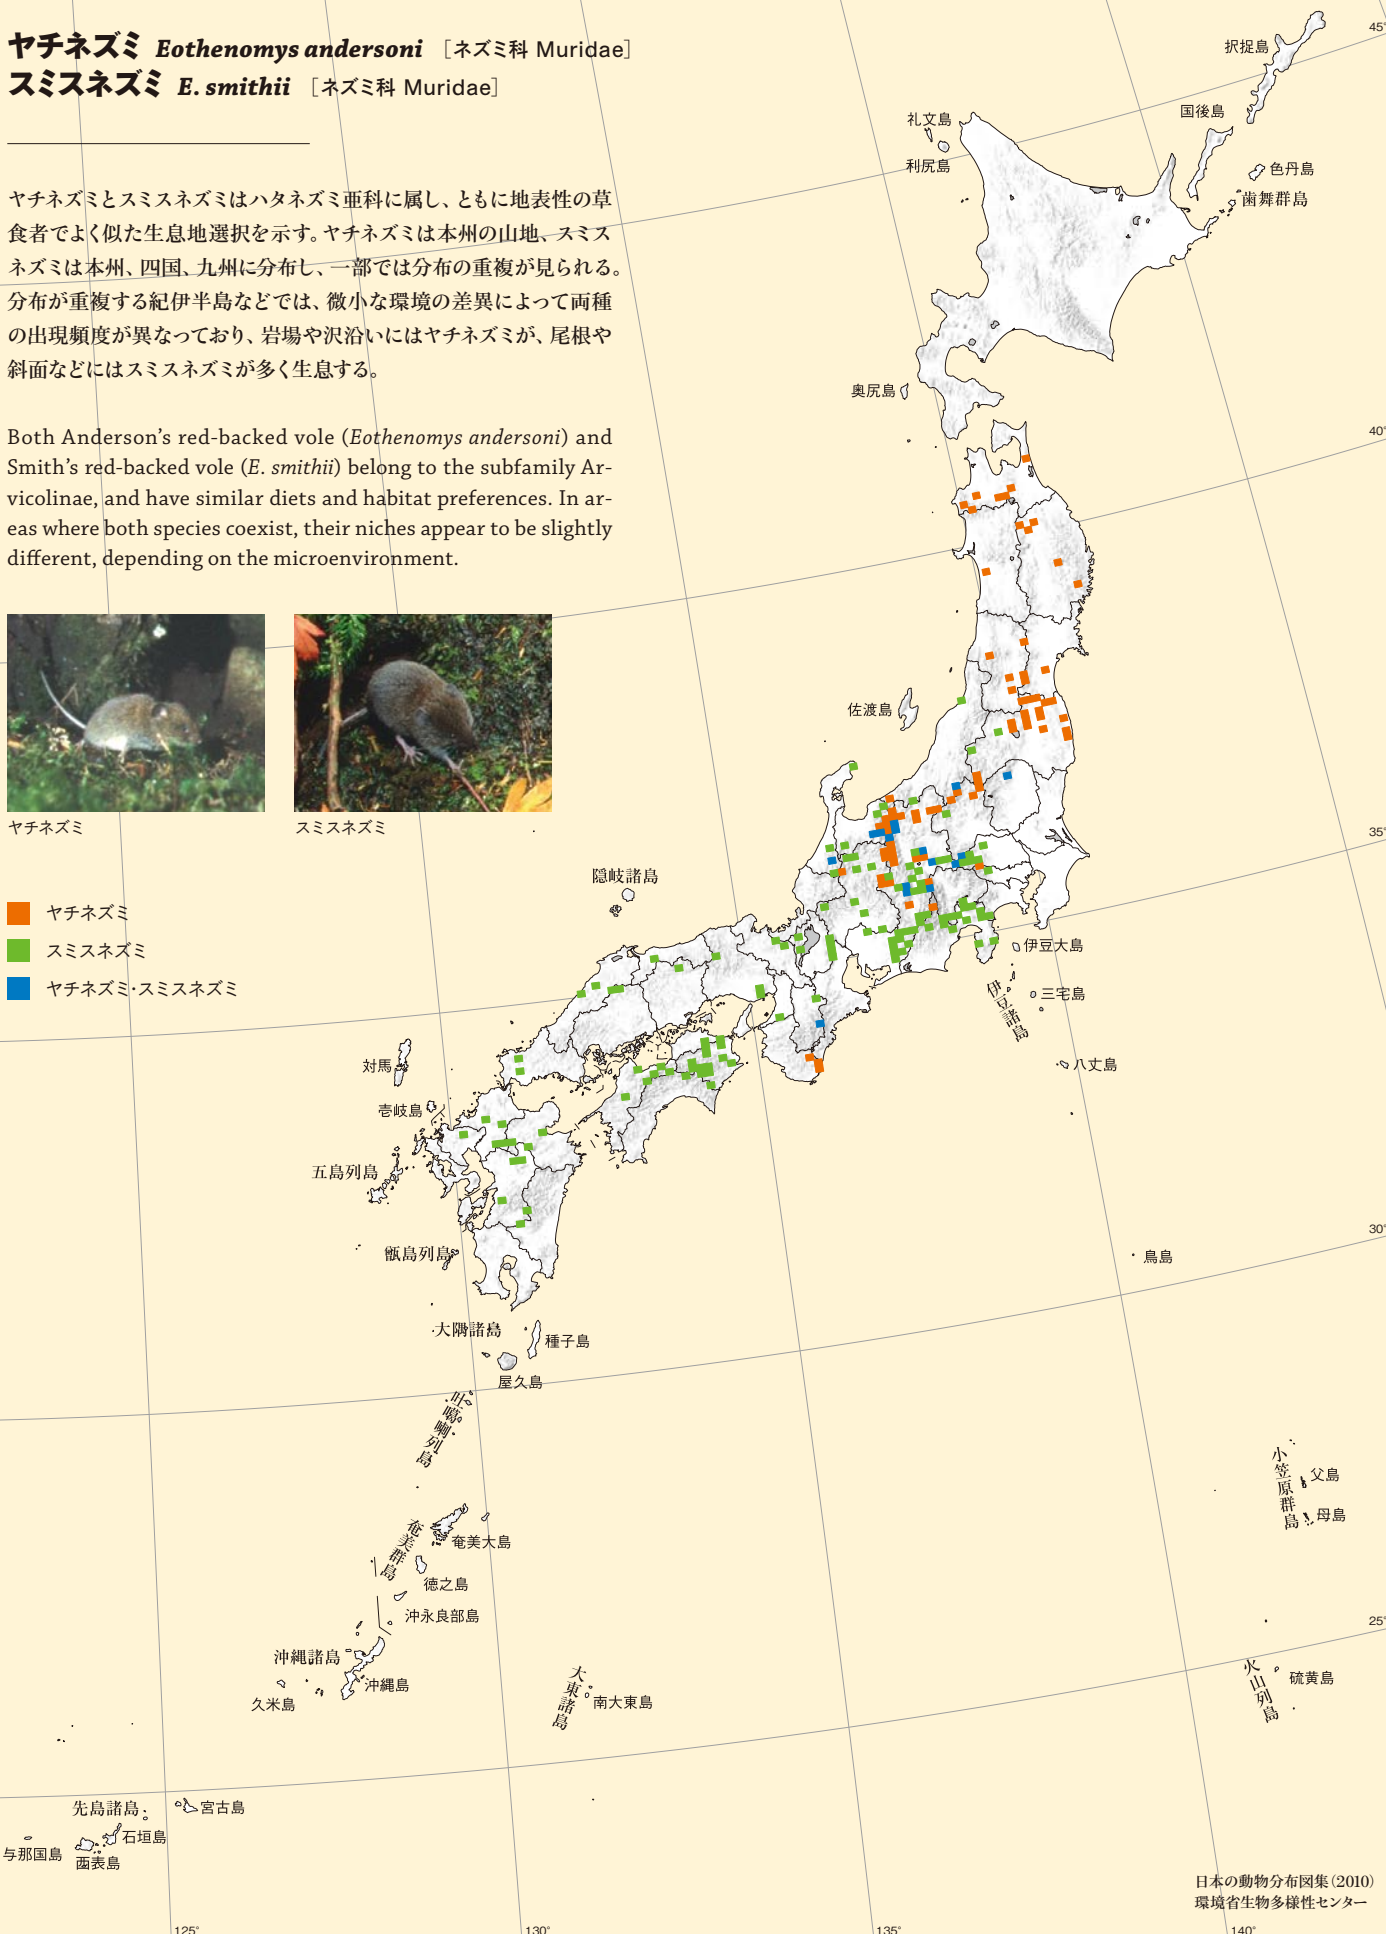 ヤチネズミ Eothenomys andersoni ［ネズミ科 Muridae］
スミスネズミ E. smithii ［ネズミ科 Muridae］
ヤチネズミとスミスネズミはハタネズミ亜科に属し、ともに地表性の草
食者でよく似た生息地選択を示す。ヤチネズミは本州の山地、スミス
ネズミは本州、四国、九州に分布し、一部では分布の重複が見られる。
分布が重複する紀伊半島などでは、微小な環境の差異によって両種
の出現頻度が異なっており、岩場や沢沿いにはヤチネズミが、尾根や
斜面などにはスミスネズミが多く生息する。
Both Anderson’s red-backed vole (Eothenomys andersoni) and
Smith’s red-backed vole (E. smithii) belong to the subfamily Ar-
vicolinae, and have similar diets and habitat preferences. In ar-
eas where both species coexist, their niches appear to be slightly
different, depending on the microenvironment.
ヤチネズミ
スミスネズミ
ヤチネズミ
スミスネズミ
ヤチネズミ・スミスネズミ
択捉島
国後島
色丹島
歯舞群島
礼文島
利尻島
奥尻島
佐渡島
隠岐諸島
対馬
壱岐島
五島列島
甑島列島
大隅諸島
種子島
屋久島
吐噶喇列島
奄美群島
奄美大島
徳之島
沖永良部島
沖縄諸島
沖縄島
久米島
大東諸島
南大東島
先島諸島
宮古島
石垣島
与那国島
西表島
伊豆大島
伊豆諸島
三宅島
八丈島
鳥島
小笠原群島
父島
母島
火山列島
硫黄島
45°
40°
35°
30°
25°
125°
130°
135°
140°
日本の動物分布図集（2010）
環境省生物多様性センター